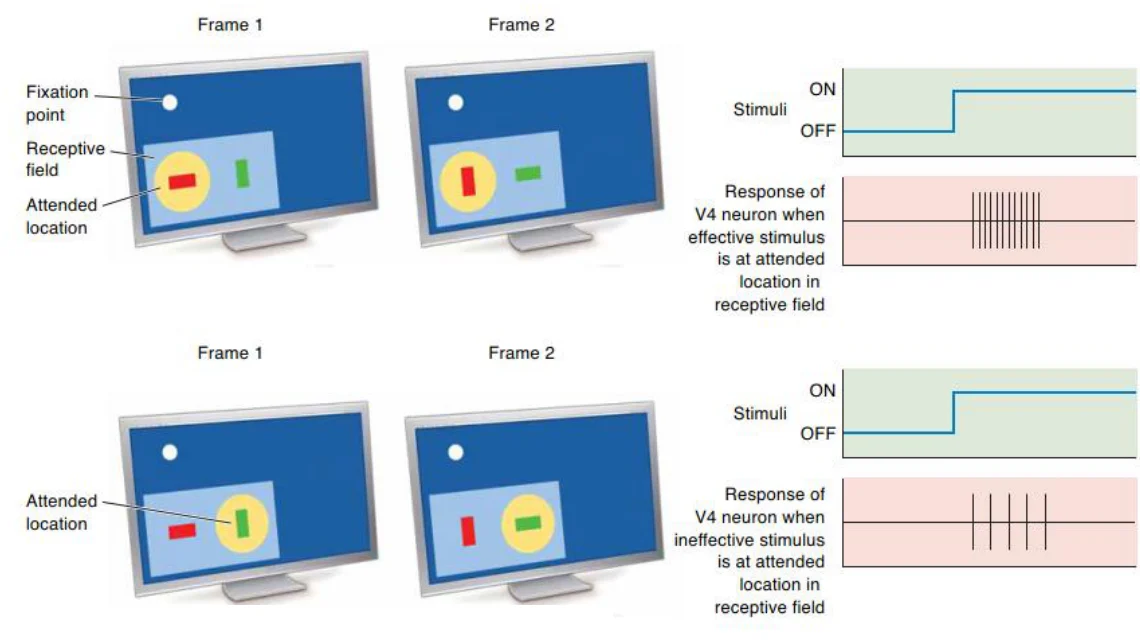 Frame 1
Frame 2
Fixation
point
Receptive
field
Attended
location
Stimuli
ON
OFF
Response of
V4 neuron when
effective stimulus
is at attended
location in
receptive field
Frame 1
Frame 2
Attended
location
Stimuli
ON
OFF
Response of
V4 neuron when
ineffective stimulus
is at attended
location in
receptive field